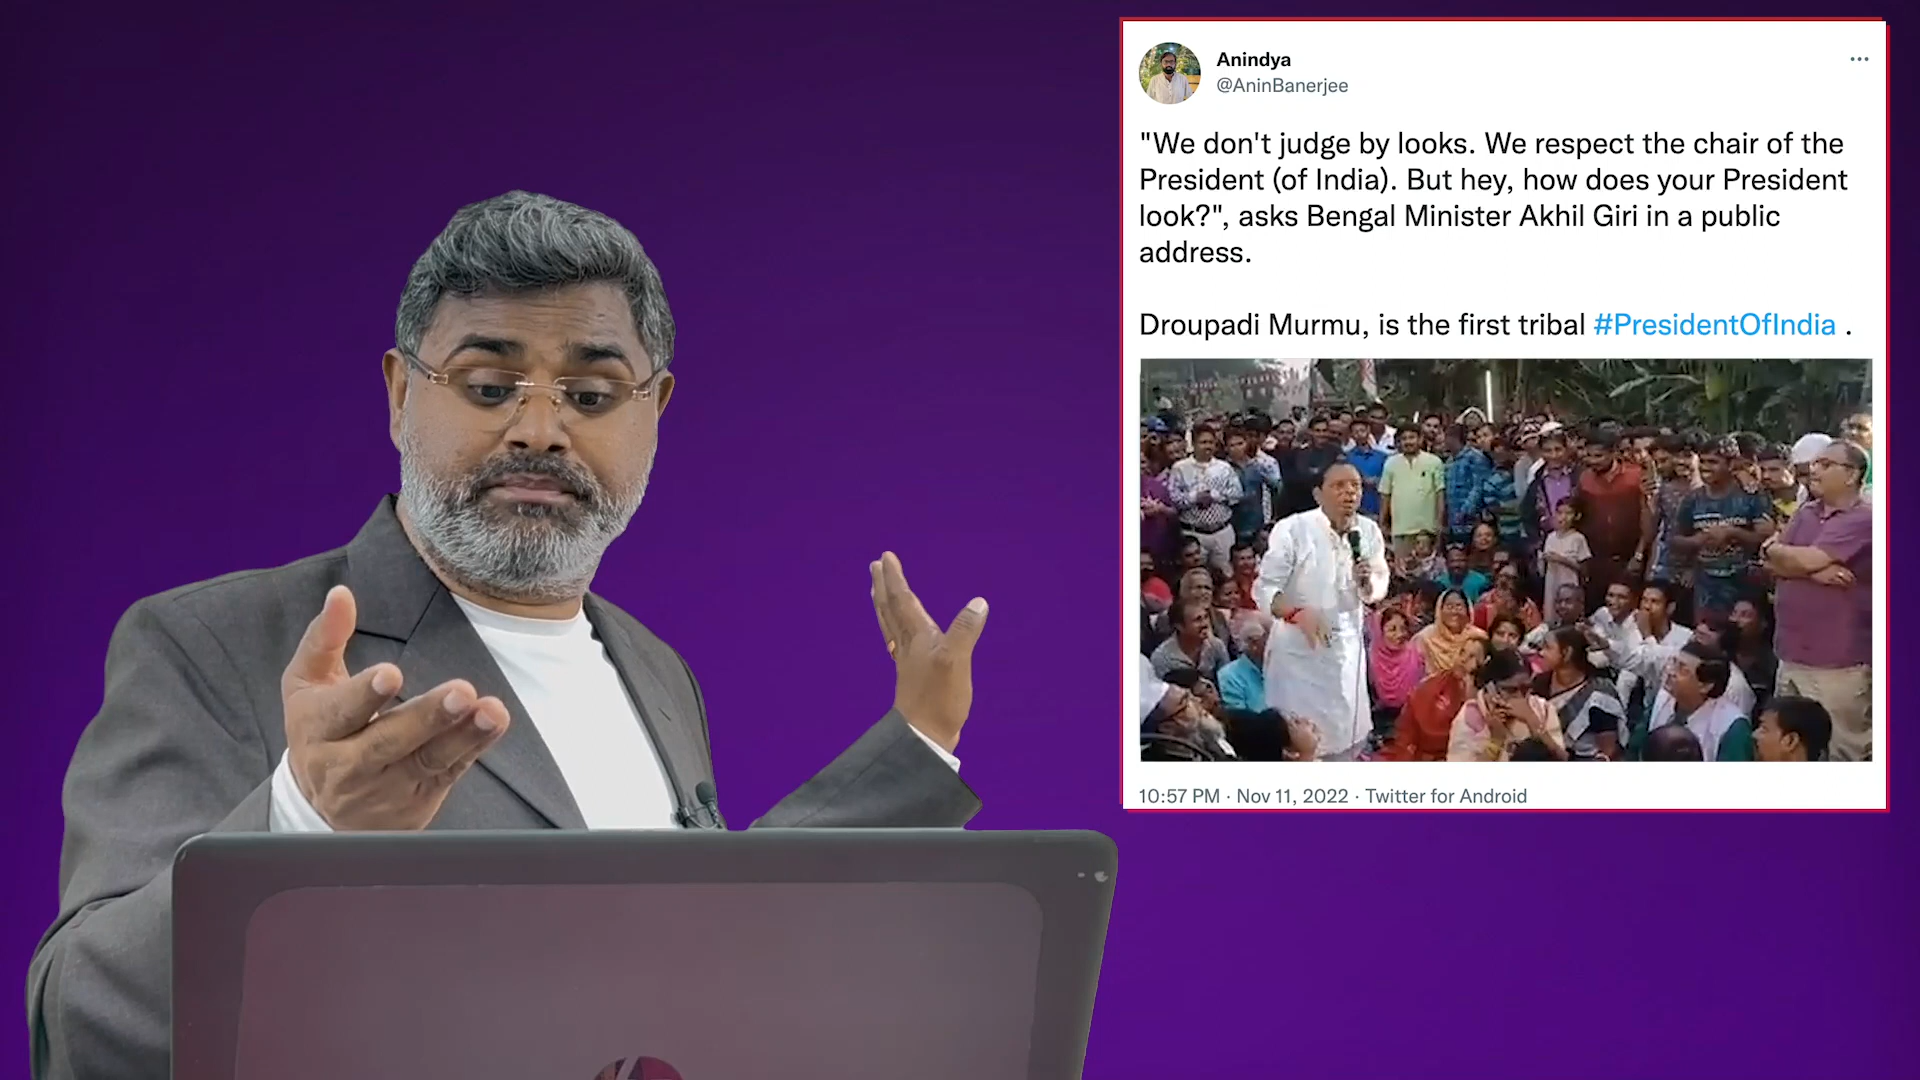 Anindya
@AninBanerjee
"We don't judge by looks. We respect the chair of the
President (of India). But hey, how does your President
look?", asks Bengal Minister Akhil Giri in a public
address.
Droupadi Murmu, is the first tribal #PresidentOfIndia .
10:57 PM · Nov 11, 2022 · Twitter for Android